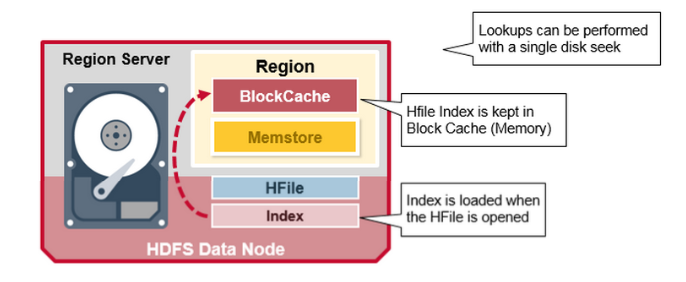 Lookups can be performed
with a single disk seek
Region Server
Region
BlockCache
Hfile Index is kept in
Block Cache (Memory)
Memstore
HFile
Index
Index is loaded when
the HFile is opened
HDFS Data Node